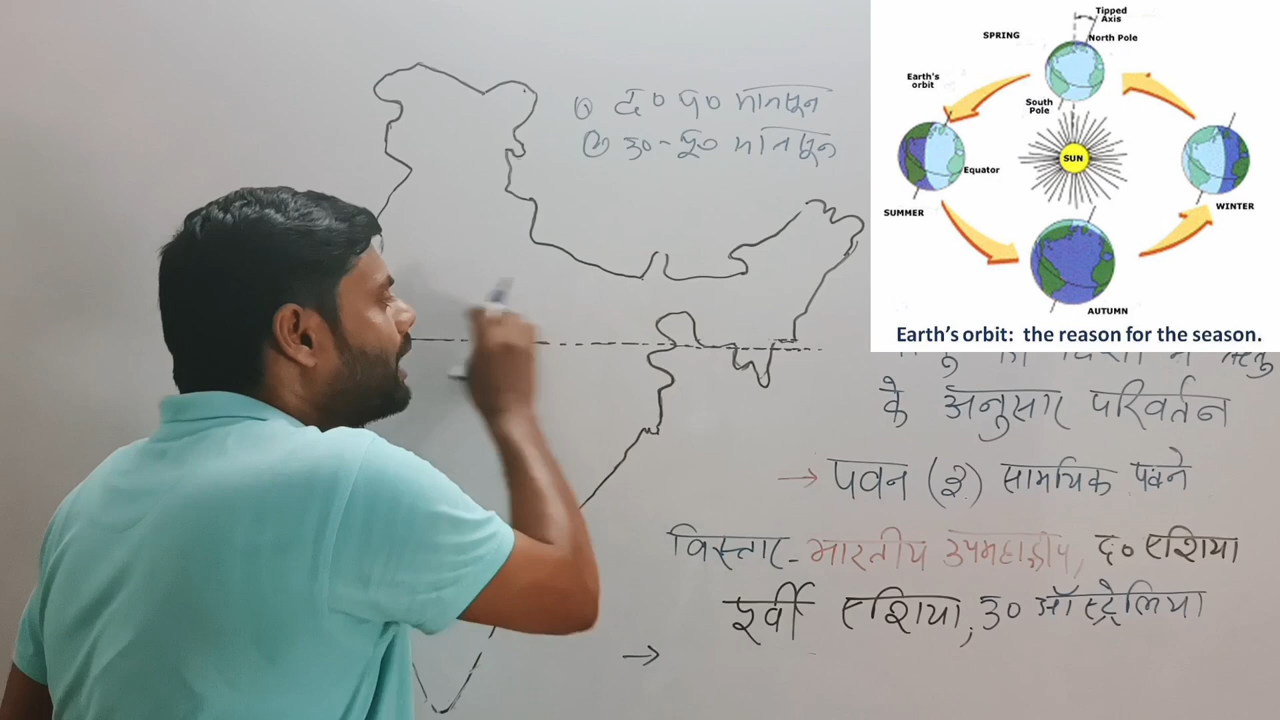 ① द० प० मानसून
② उ०-पू० मानसून
के अनुसार परिवर्तन
→ पवन (३) सामयिक पवने
विस्तार - भारतीय उपमहाद्वीप, द० एशिया
पूर्वी एशिया, उ० ऑस्ट्रेलिया
→
Tipped
Axis
SPRING
North Pole
Earth's
orbit
South
Pole
SUN
Equator
SUMMER
WINTER
AUTUMN
Earth's orbit: the reason for the season.